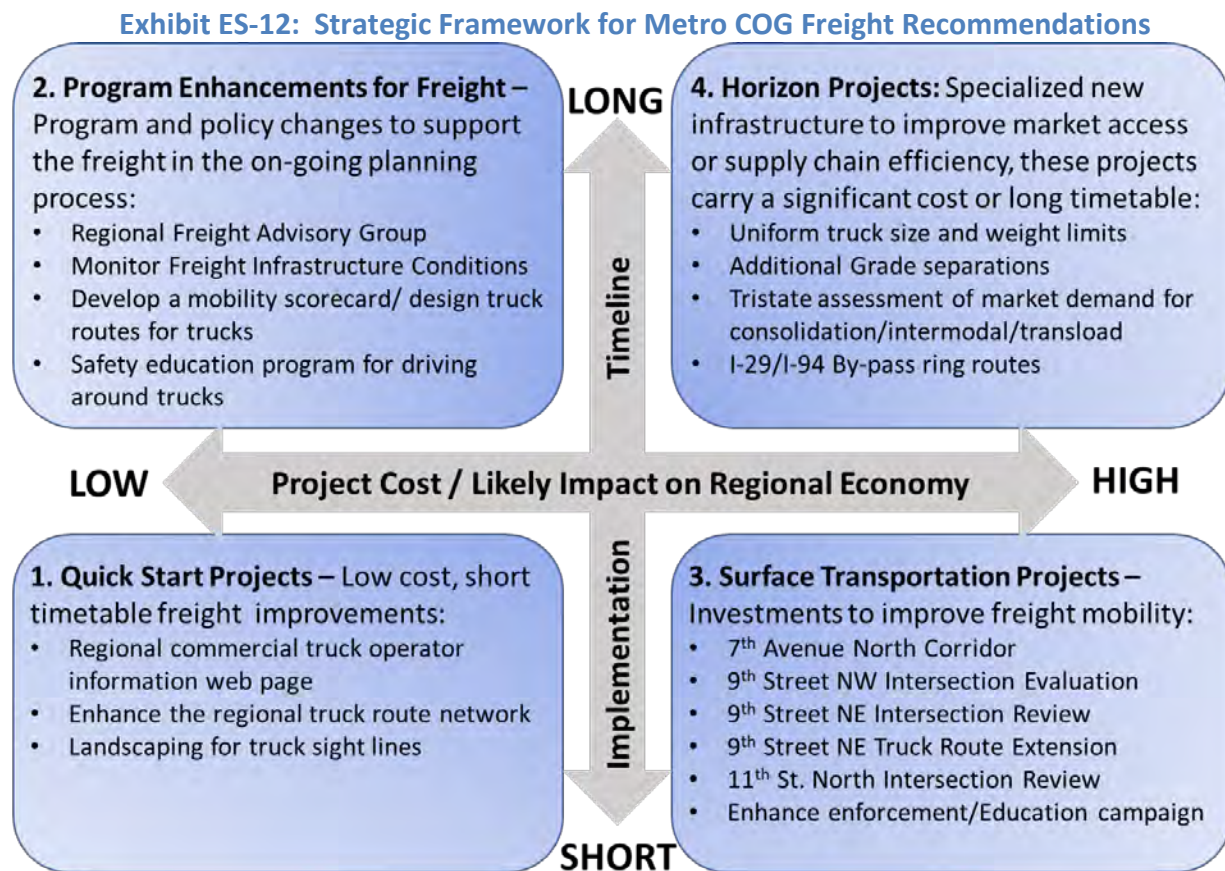 Exhibit ES-12:  Strategic Framework for Metro COG Freight Recommendations
2. Program Enhancements for Freight –
Program and policy changes to support
the freight in the on-going planning
process:
• Regional Freight Advisory Group
• Monitor Freight Infrastructure Conditions
• Develop a mobility scorecard/ design truck
routes for trucks
• Safety education program for driving
around trucks
LONG
Timeline
4. Horizon Projects: Specialized new
infrastructure to improve market access
or supply chain efficiency, these projects
carry a significant cost or long timetable:
• Uniform truck size and weight limits
• Additional Grade separations
• Tristate assessment of market demand for
consolidation/intermodal/transload
• I-29/I-94 By-pass ring routes
LOW
Project Cost / Likely Impact on Regional Economy
HIGH
1. Quick Start Projects – Low cost, short
timetable freight  improvements:
• Regional commercial truck operator
information web page
• Enhance the regional truck route network
• Landscaping for truck sight lines
Implementation
SHORT
3. Surface Transportation Projects –
Investments to improve freight mobility:
• 7th Avenue North Corridor
• 9th Street NW Intersection Evaluation
• 9th Street NE Intersection Review
• 9th Street NE Truck Route Extension
• 11th St. North Intersection Review
• Enhance enforcement/Education campaign